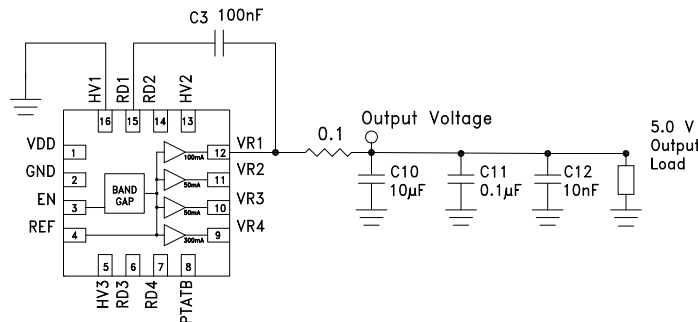 C3 100nF
HV1
RD1
RD2
HV2
16
15
14
13
VDD
1
GND
2
EN
3
REF
4
BAND
GAP
100mA
50mA
50mA
300mA
12
VR1
11
VR2
10
VR3
9
VR4
5
6
7
8
HV3
RD3
RD4
PTATB
0.1
Output Voltage
C10
10µF
C11
0.1µF
C12
10nF
5.0 V
Output
Load